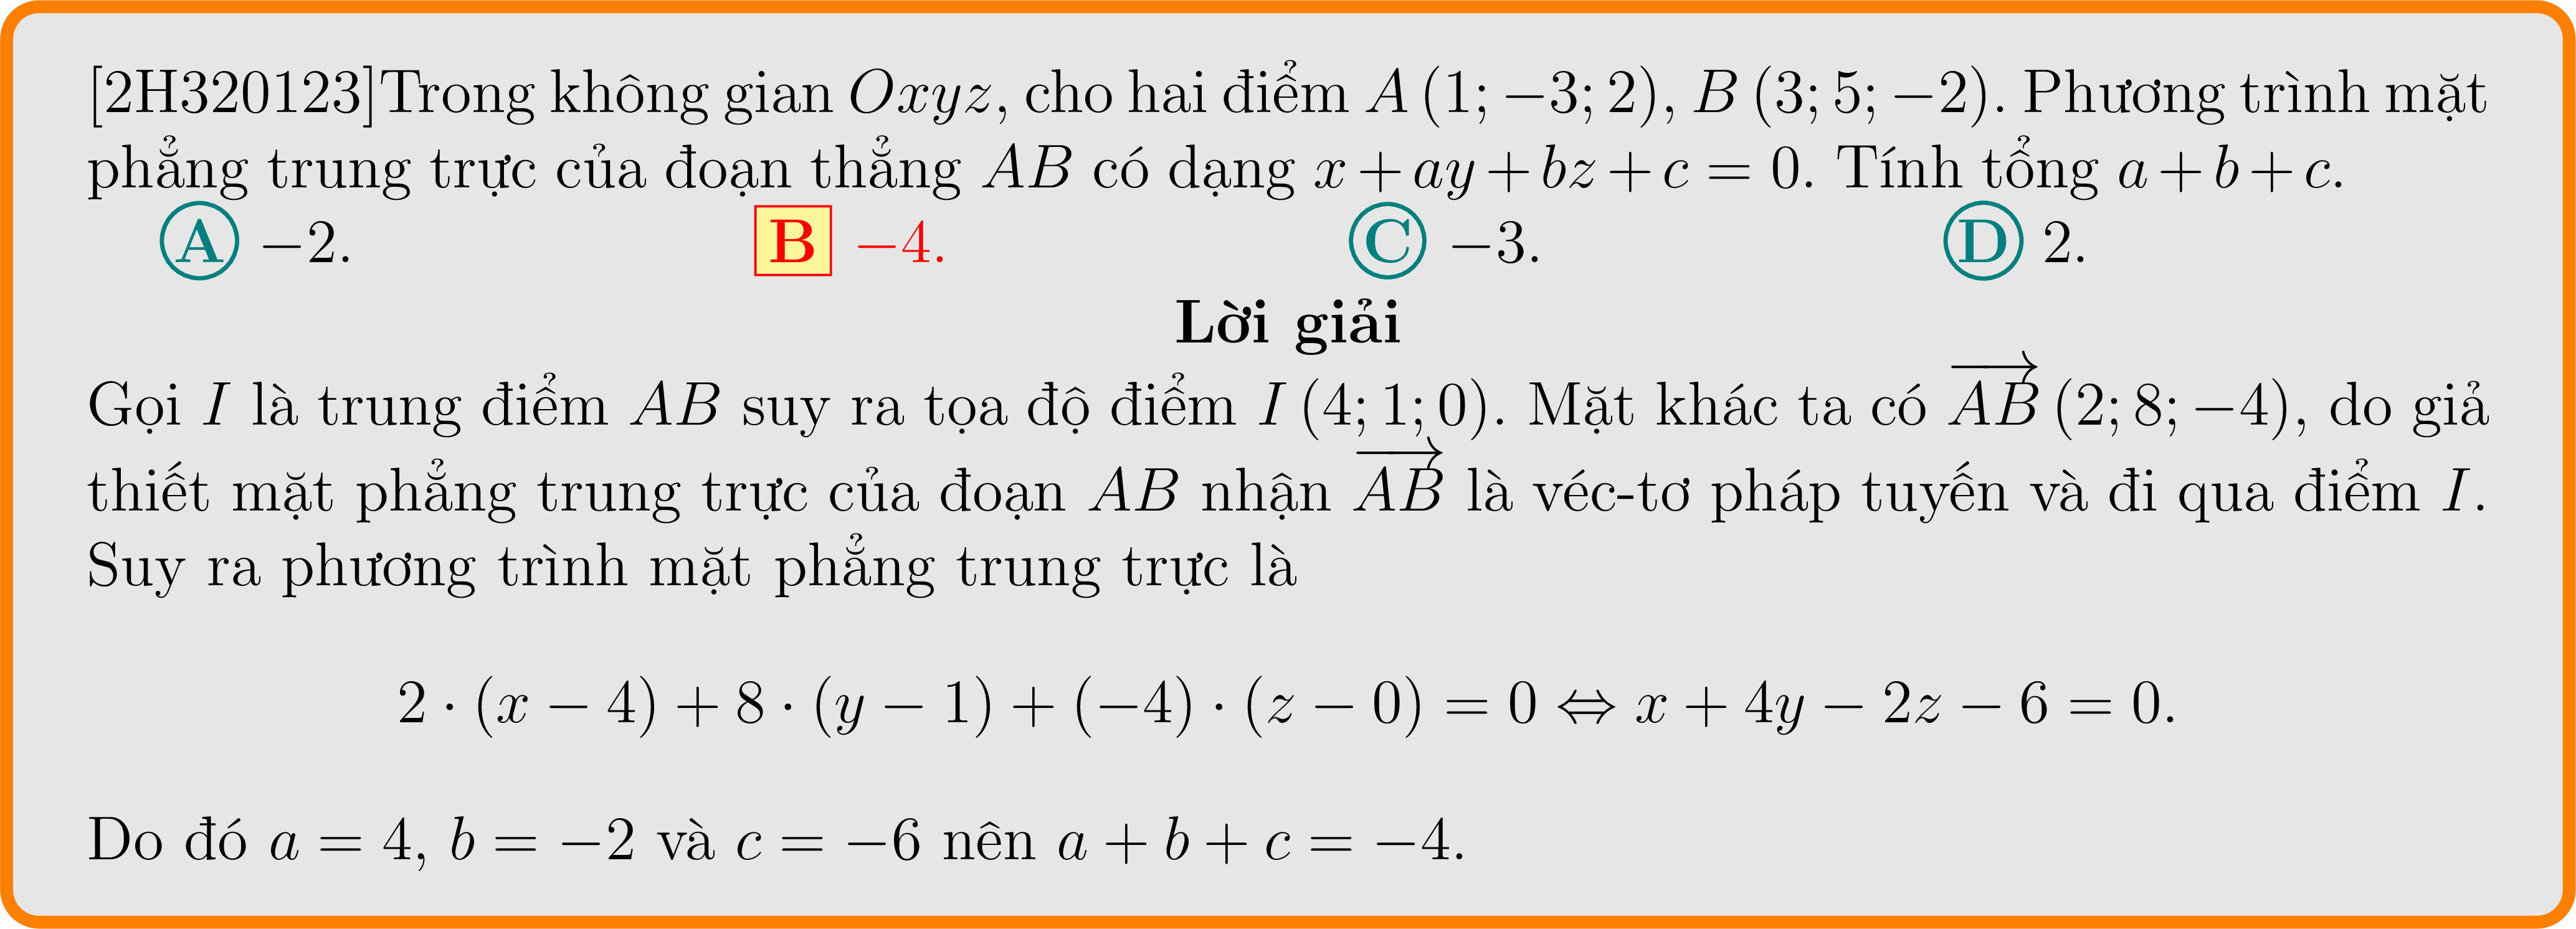 [2H320123]Trong không gian Oxyz, cho hai điểm A (1; −3; 2), B (3; 5; −2). Phương trình mặt
phẳng trung trực của đoạn thẳng AB có dạng x + ay + bz + c = 0. Tính tổng a + b + c.
A −2. B −4. C −3. D 2.
Lời giải
Gọi I là trung điểm AB suy ra tọa độ điểm I (4; 1; 0). Mặt khác ta có \overrightarrow{AB} (2; 8; −4), do giả
thiết mặt phẳng trung trực của đoạn AB nhận \overrightarrow{AB} là véc-tơ pháp tuyến và đi qua điểm I.
Suy ra phương trình mặt phẳng trung trực là
2 · (x − 4) + 8 · (y − 1) + (−4) · (z − 0) = 0 ⇔ x + 4y − 2z − 6 = 0.
Do đó a = 4, b = −2 và c = −6 nên a + b + c = −4.